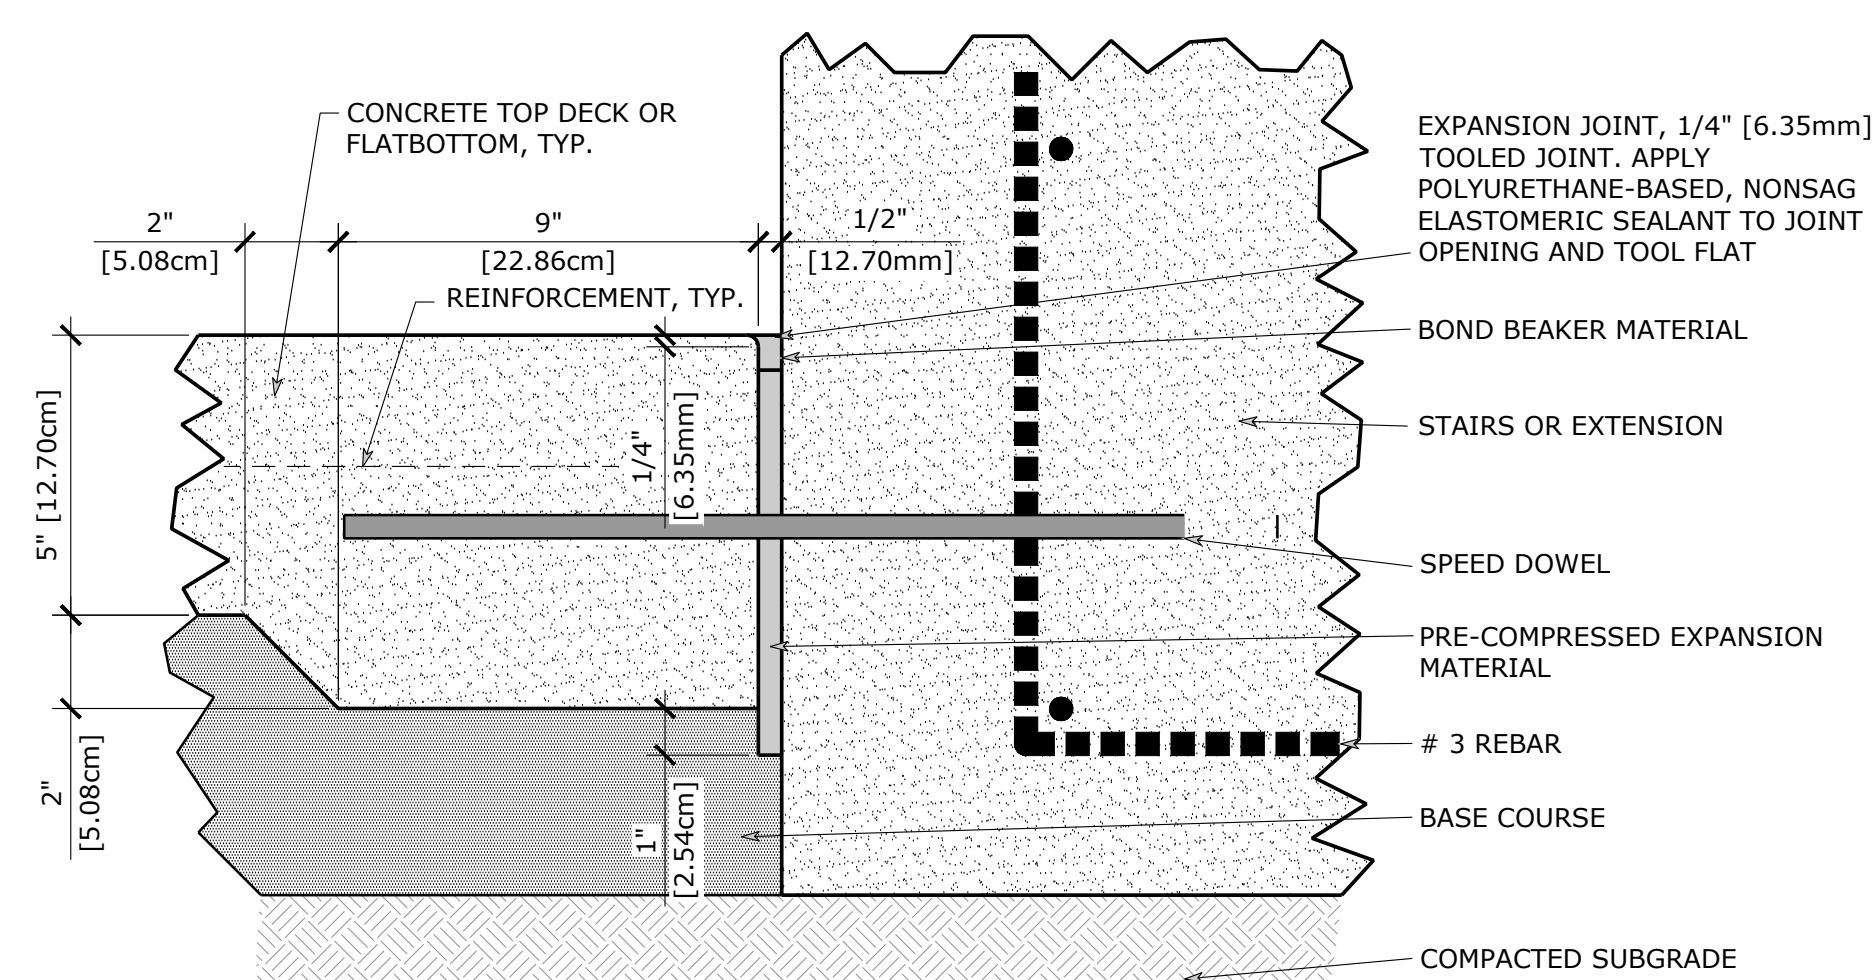 CONCRETE TOP DECK OR
FLATBOTTOM, TYP.
2"
[5.08cm]
9"
[22.86cm]
1/2"
[12.70mm]
REINFORCEMENT, TYP.
5" [12.70cm]
1/4"
[6.35mm]
2"
[5.08cm]
1"
[2.54cm]
EXPANSION JOINT, 1/4" [6.35mm]
TOOLED JOINT. APPLY
POLYURETHANE-BASED, NONSAG
ELASTOMERIC SEALANT TO JOINT
OPENING AND TOOL FLAT
BOND BEAKER MATERIAL
STAIRS OR EXTENSION
SPEED DOWEL
PRE-COMPRESSED EXPANSION
MATERIAL
# 3 REBAR
BASE COURSE
COMPACTED SUBGRADE